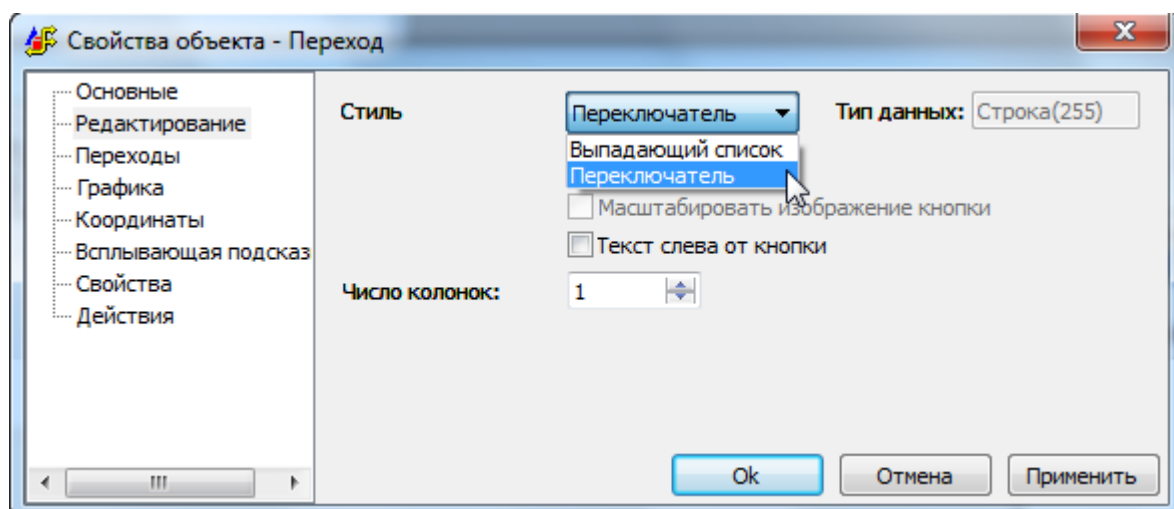 Свойства объекта - Переход
x
Основные
Редактирование
Переходы
Графика
Координаты
Всплывающая подсказ
Свойства
Действия
Стиль
Переключатель
Тип данных: Строка(255)
Выпадающий список
Переключатель
Масштабировать изображение кнопки
Текст слева от кнопки
Число колонок: 1
Ok
Отмена
Применить